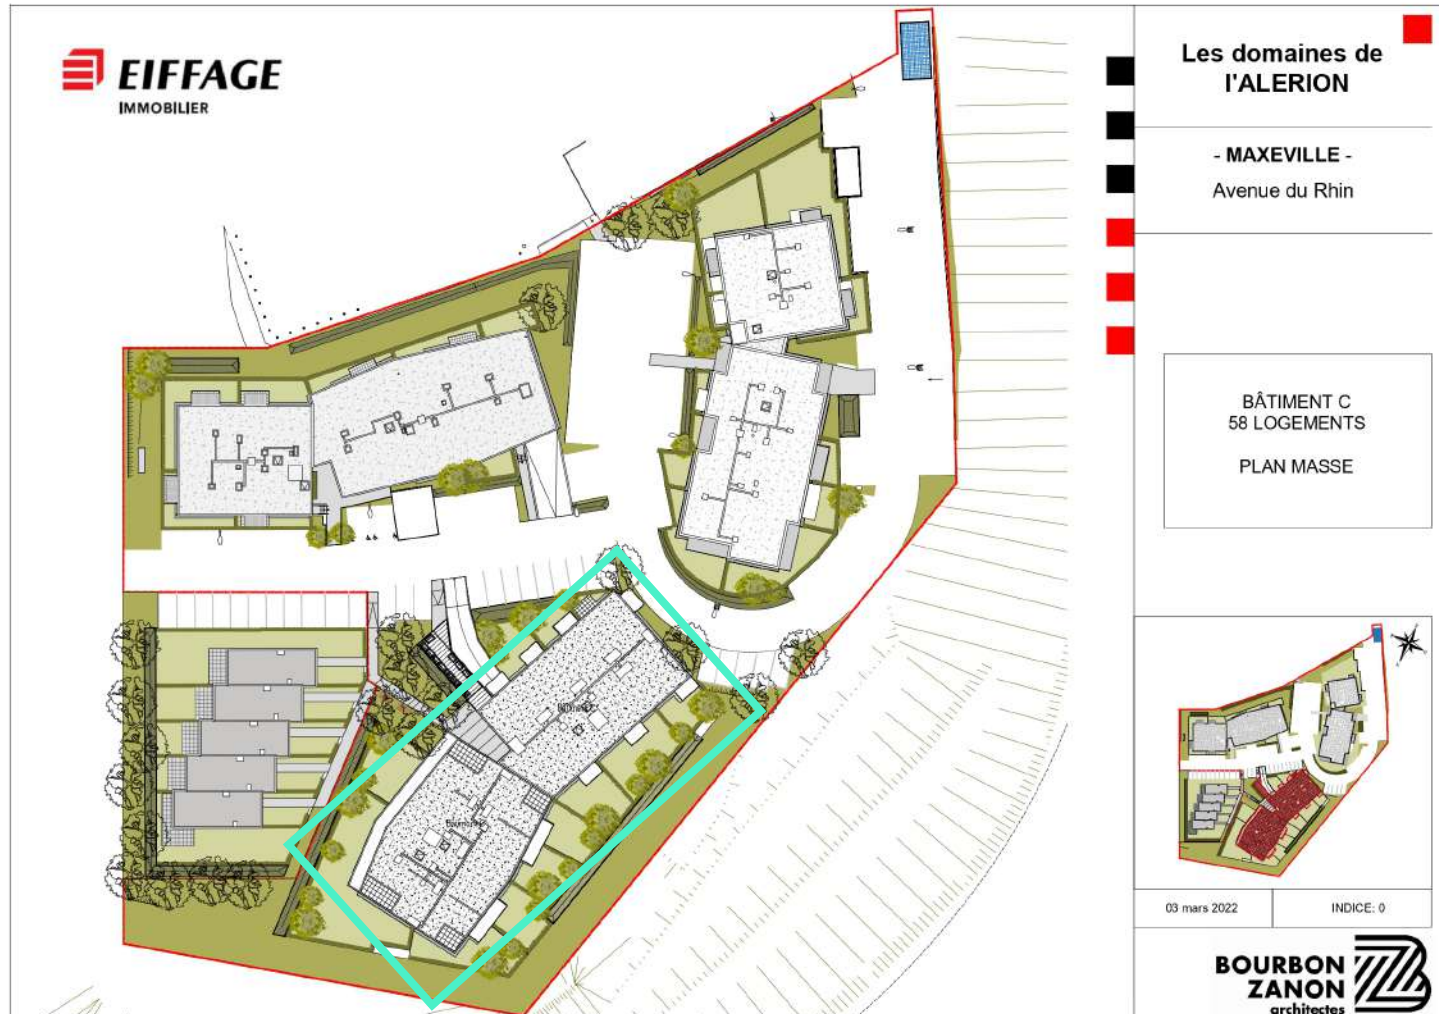 EIFFAGE
IMMOBILIER
Les domaines de
l'ALERION
- MAXEVILLE -
Avenue du Rhin
BÂTIMENT C
58 LOGEMENTS
PLAN MASSE
03 mars 2022
INDICE: 0
BOURBON
ZANON
architectes